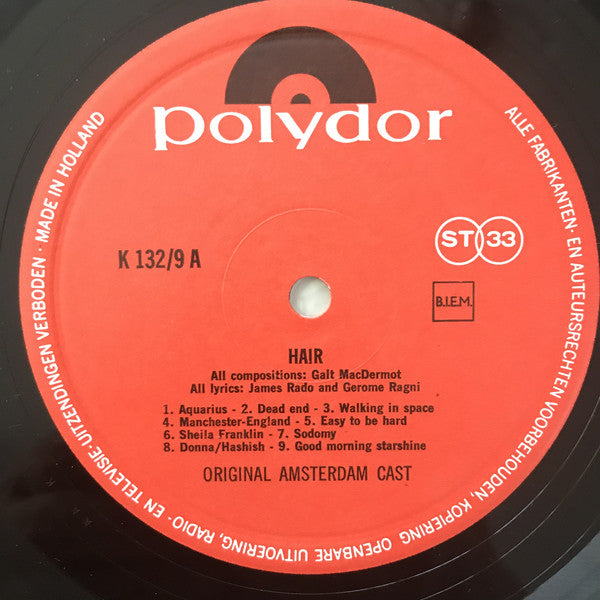 polydor
K 132/9 A
ST 33
B.I.E.M.
HAIR
All compositions: Galt MacDermot
All lyrics: James Rado and Gerome Ragni
1. Aquarius - 2. Dead end - 3. Walking in space
4. Manchester-England - 5. Easy to be hard
6. Sheila Franklin - 7. Sodomy
8. Donna/Hashish - 9. Good morning starshine
ORIGINAL AMSTERDAM CAST
ALLE FABRIKANTEN- EN AUTEURSRECHTEN VOORBEHOUDEN, KOPIERING OPENBARE UITVOERING, RADIO- EN TELEVISIE-UITZENDINGEN VERBODEN · MADE IN HOLLAND